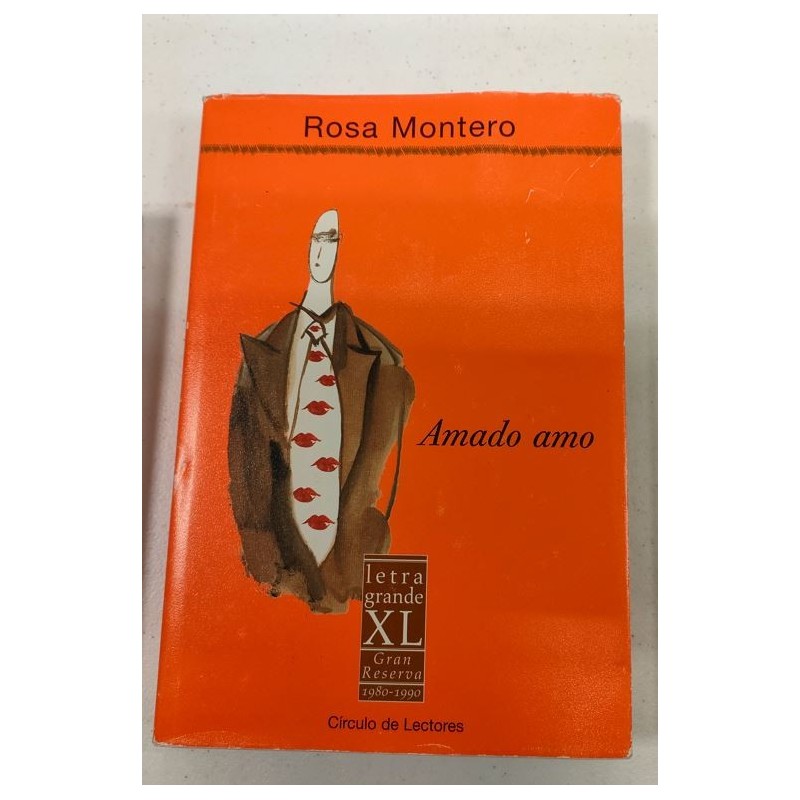 Rosa Montero
Amado amo
letra
grande
XL
Gran
Reserva
1980-1990
Círculo de Lectores